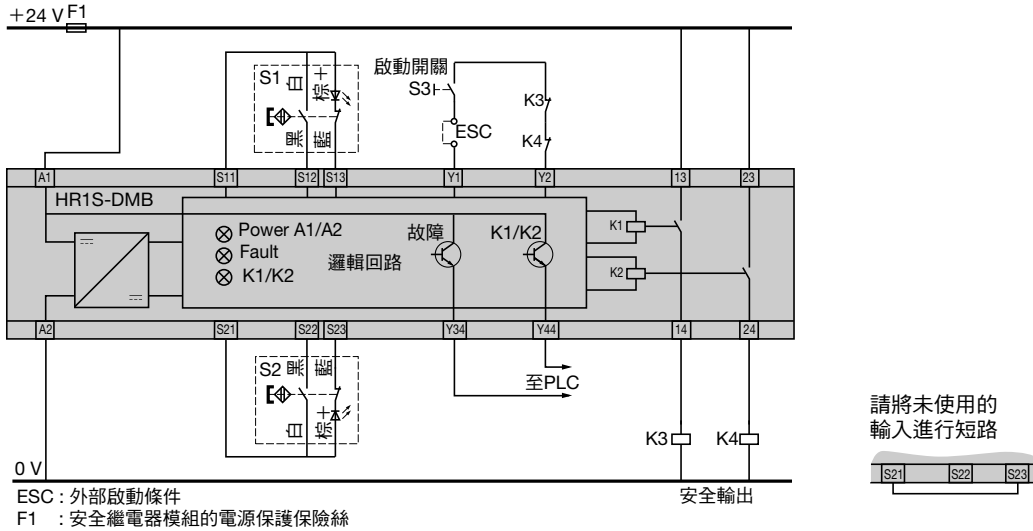 +24 V F1
啟動開關
S1 白 棕 +
S3
K3
ESC
黑 藍
K4
A1 S11 S12 S13 Y1 Y2 13 23
HR1S-DMB
Power A1/A2 故障 K1/K2 K1
Fault 邏輯回路
K1/K2 K2
A2 S21 S22 S23 Y34 Y44 14 24
S2 黑 藍
至PLC
白 棕 +
K3 K4
0 V
ESC : 外部啟動條件 安全輸出
F1 : 安全繼電器模組的電源保護保險絲
請將未使用的
輸入進行短路
S21 S22 S23